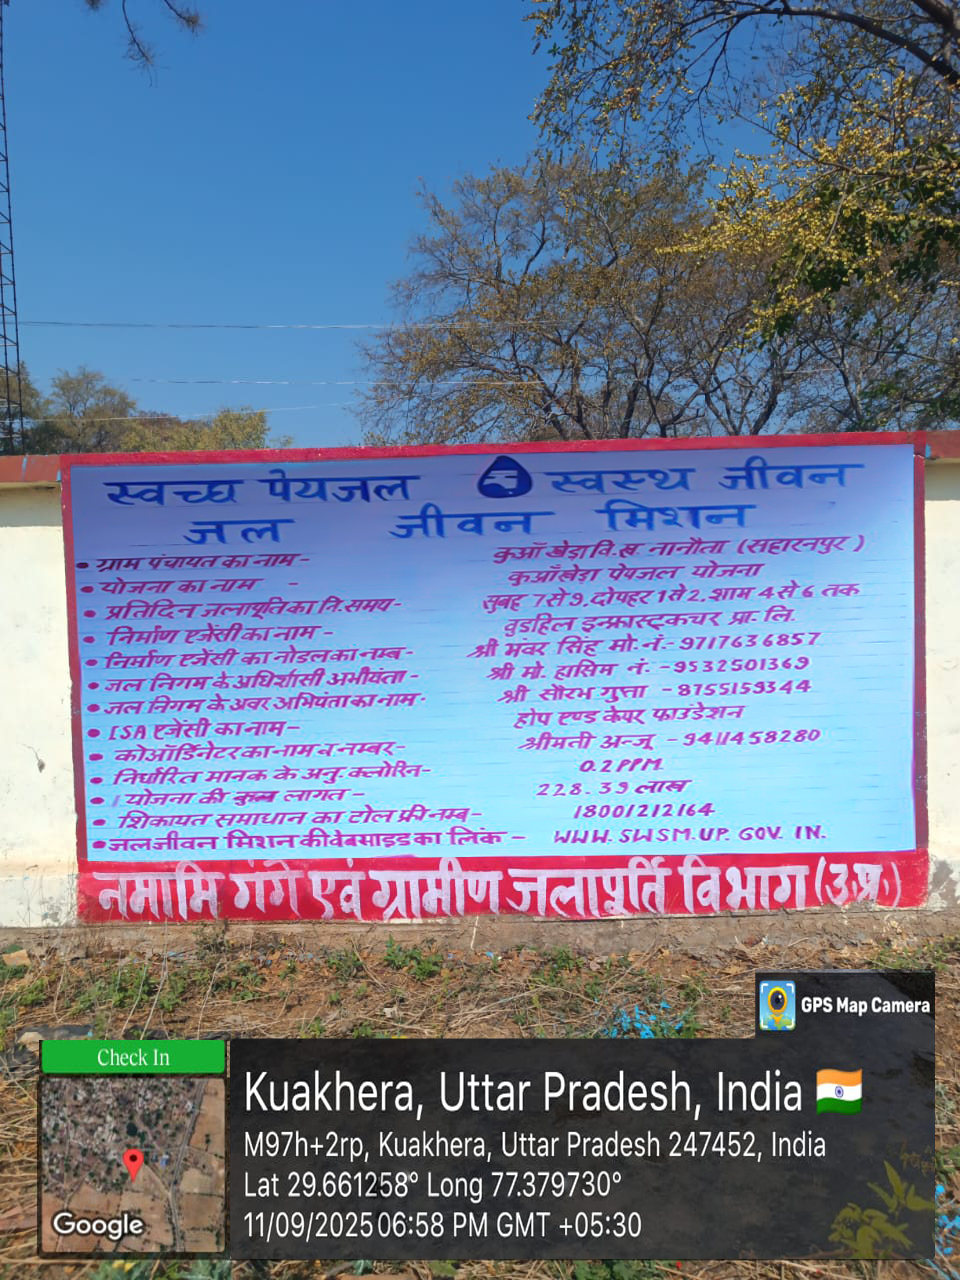 स्वच्छ पेयजल स्वस्थ जीवन
जल जीवन मिशन
• ग्राम पंचायत का नाम - कुआँ खेड़ा वि.ख. नानौता (सहारनपुर)
• योजना का नाम - कुआँखेड़ा पेयजल योजना
• प्रतिदिन जलापूर्ति का नि. समय - सुबह 7 से 9, दोपहर 1 से 2, शाम 4 से 6 तक
• निर्माण एजेंसी का नाम - वुडहिल इन्फ्रास्ट्रकचर प्रा. लि.
• निर्माण एजेंसी का नोडल का नम्ब - श्री भंवर सिंह मो. नं. - 9717636857
• जल निगम के अधिशासी अभीयंता - श्री मो. हासिम नं. - 9532501369
• जल निगम के अवर अभियंता का नाम - श्री सौरभ गुप्ता - 8755159344
• ISA एजेंसी का नाम - होप एण्ड केयर फाउंडेशन
• कोऑर्डिनेटर का नाम व नम्बर - श्रीमती अन्जू - 9411458280
• निर्धारित मानक के अनु. क्लोरिन - 0.2 PPM
• योजना की कुल लागत - 228.39 लाख
• शिकायत समाधान का टोल फ्री नम्ब - 18001212164
• जल जीवन मिशन की वेबसाइड का लिंक - WWW.SWSM.UP.GOV.IN.
नमामि गंगे एवं ग्रामीण जलापूर्ति विभाग (उ.प्र.)
GPS Map Camera
Check In
Kuakhera, Uttar Pradesh, India
M97h+2rp, Kuakhera, Uttar Pradesh 247452, India
Lat 29.661258° Long 77.379730°
11/09/2025 06:58 PM GMT +05:30
Google